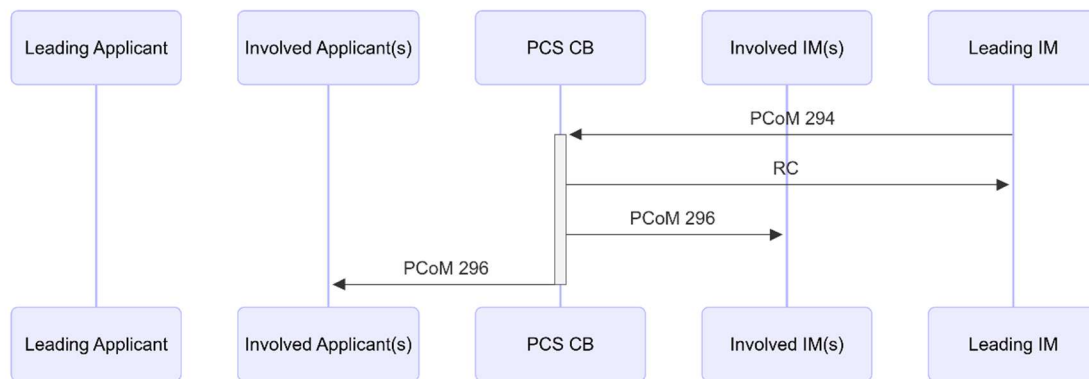 Leading Applicant
Involved Applicant(s)
PCS CB
Involved IM(s)
Leading IM
PCoM 294
RC
PCoM 296
PCoM 296
Leading Applicant
Involved Applicant(s)
PCS CB
Involved IM(s)
Leading IM